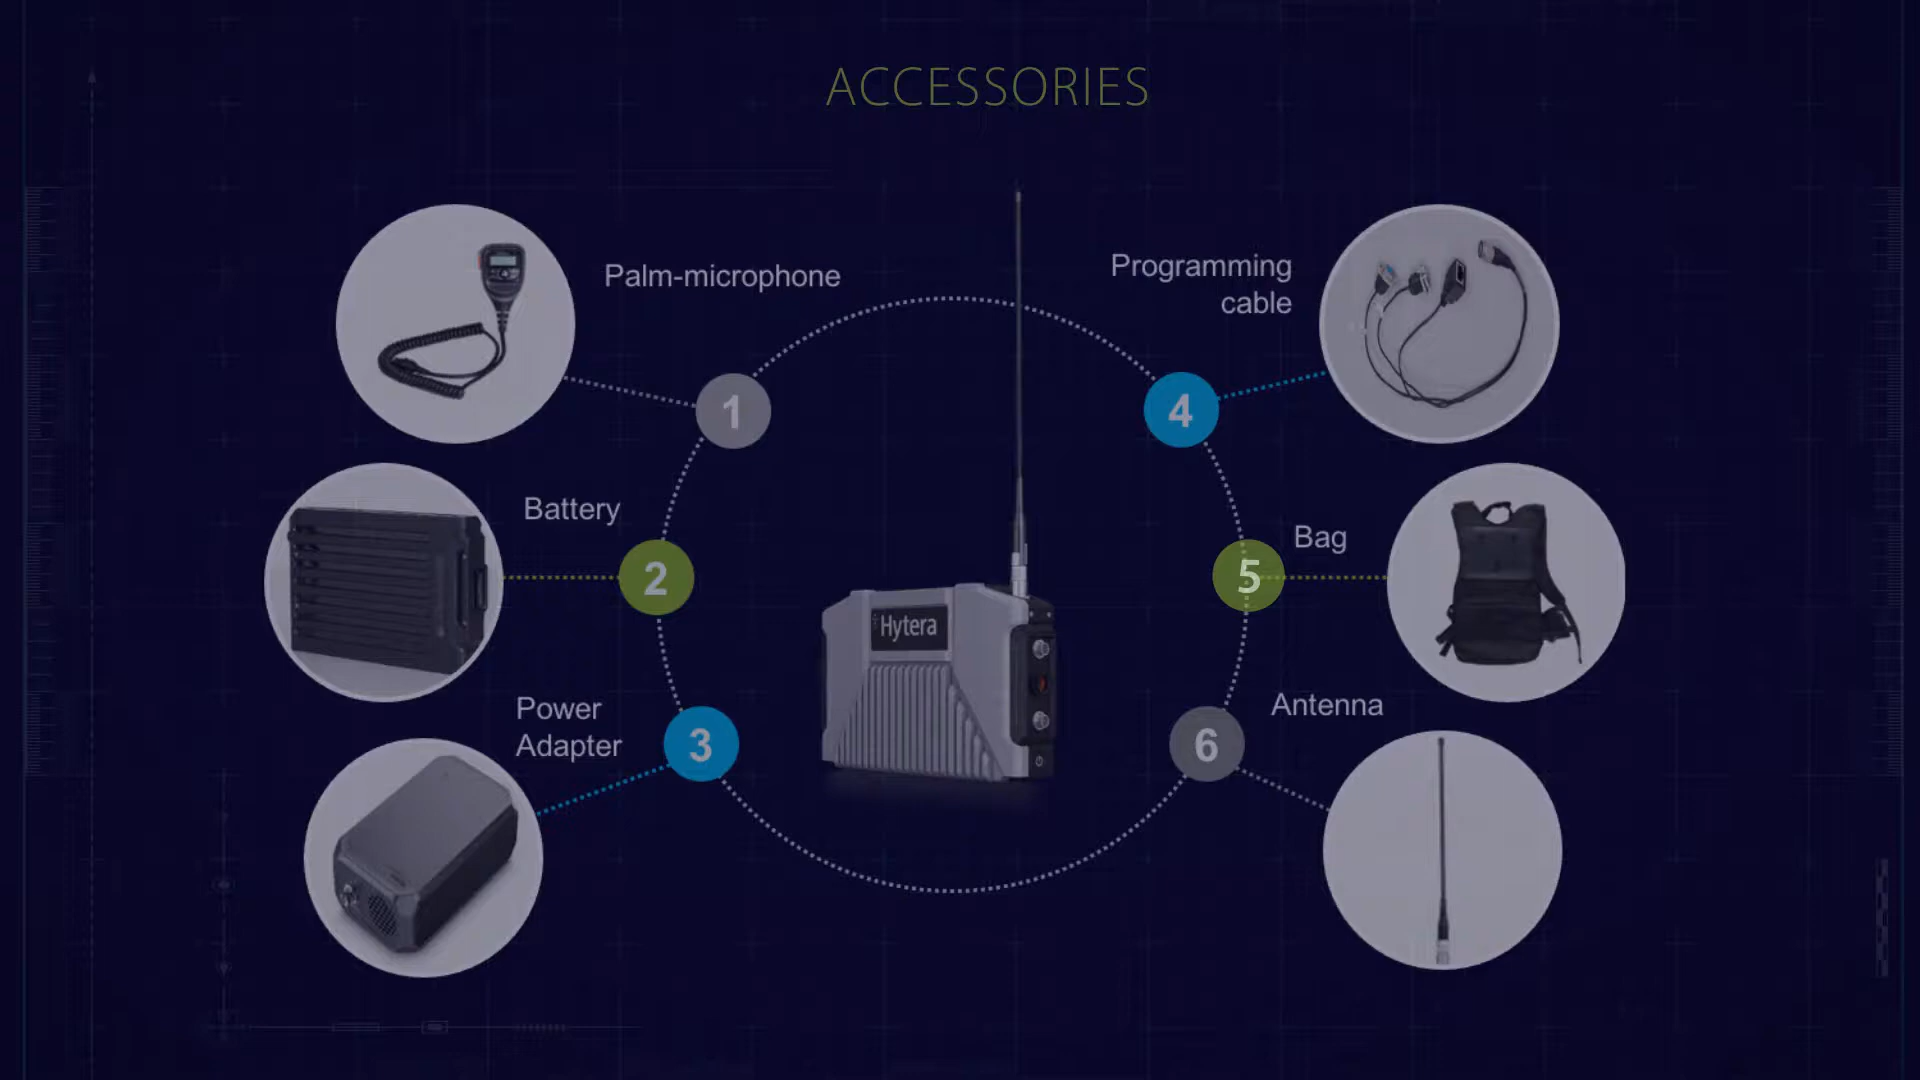 ACCESSORIES
Palm-microphone
1
Battery
2
Power
Adapter
3
Programming
cable
4
Bag
5
Antenna
6
Hytera